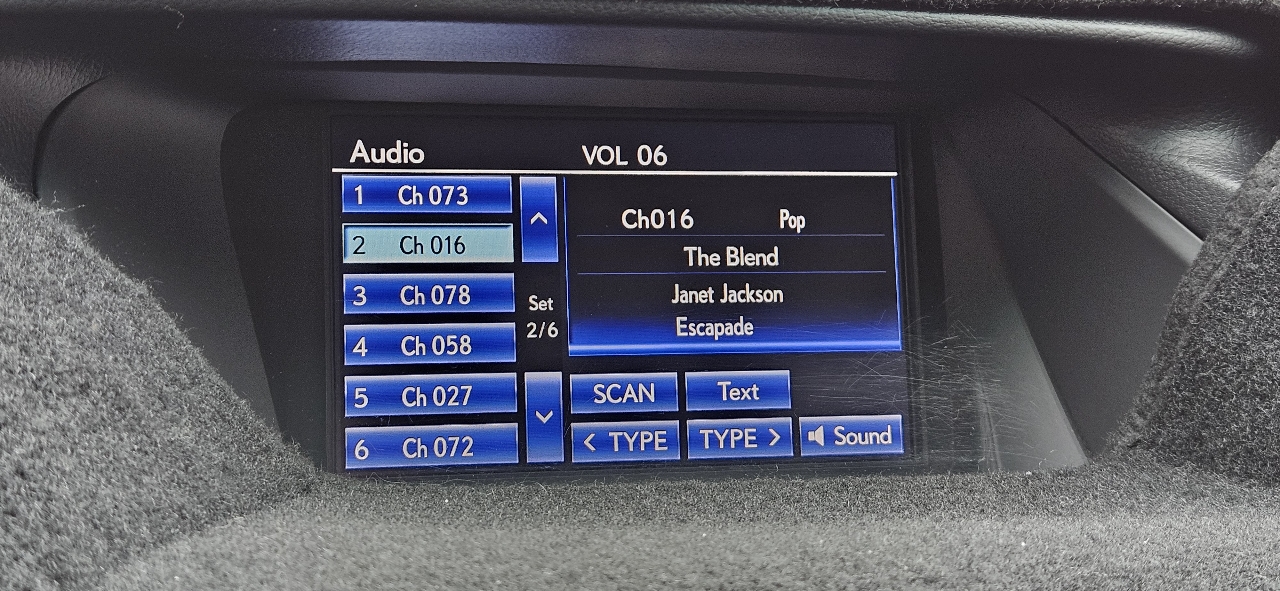 Audio VOL 06
1 Ch 073
2 Ch 016
3 Ch 078
4 Ch 058
5 Ch 027
6 Ch 072
Set
2/6
Ch016 Pop
The Blend
Janet Jackson
Escapade
SCAN Text
< TYPE TYPE > Sound